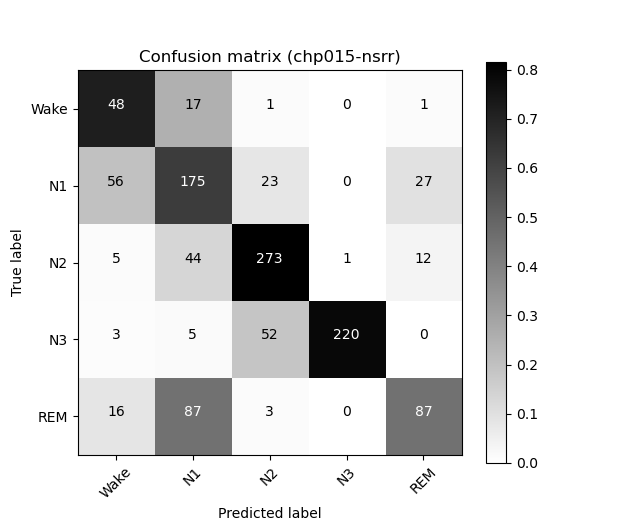 Confusion matrix (chp015-nsrr)
Wake 48 17 1 0 1
N1 56 175 23 0 27
N2 5 44 273 1 12
N3 3 5 52 220 0
REM 16 87 3 0 87
Wake N1 N2 N3 REM
Predicted label
True label
0.8
0.7
0.6
0.5
0.4
0.3
0.2
0.1
0.0